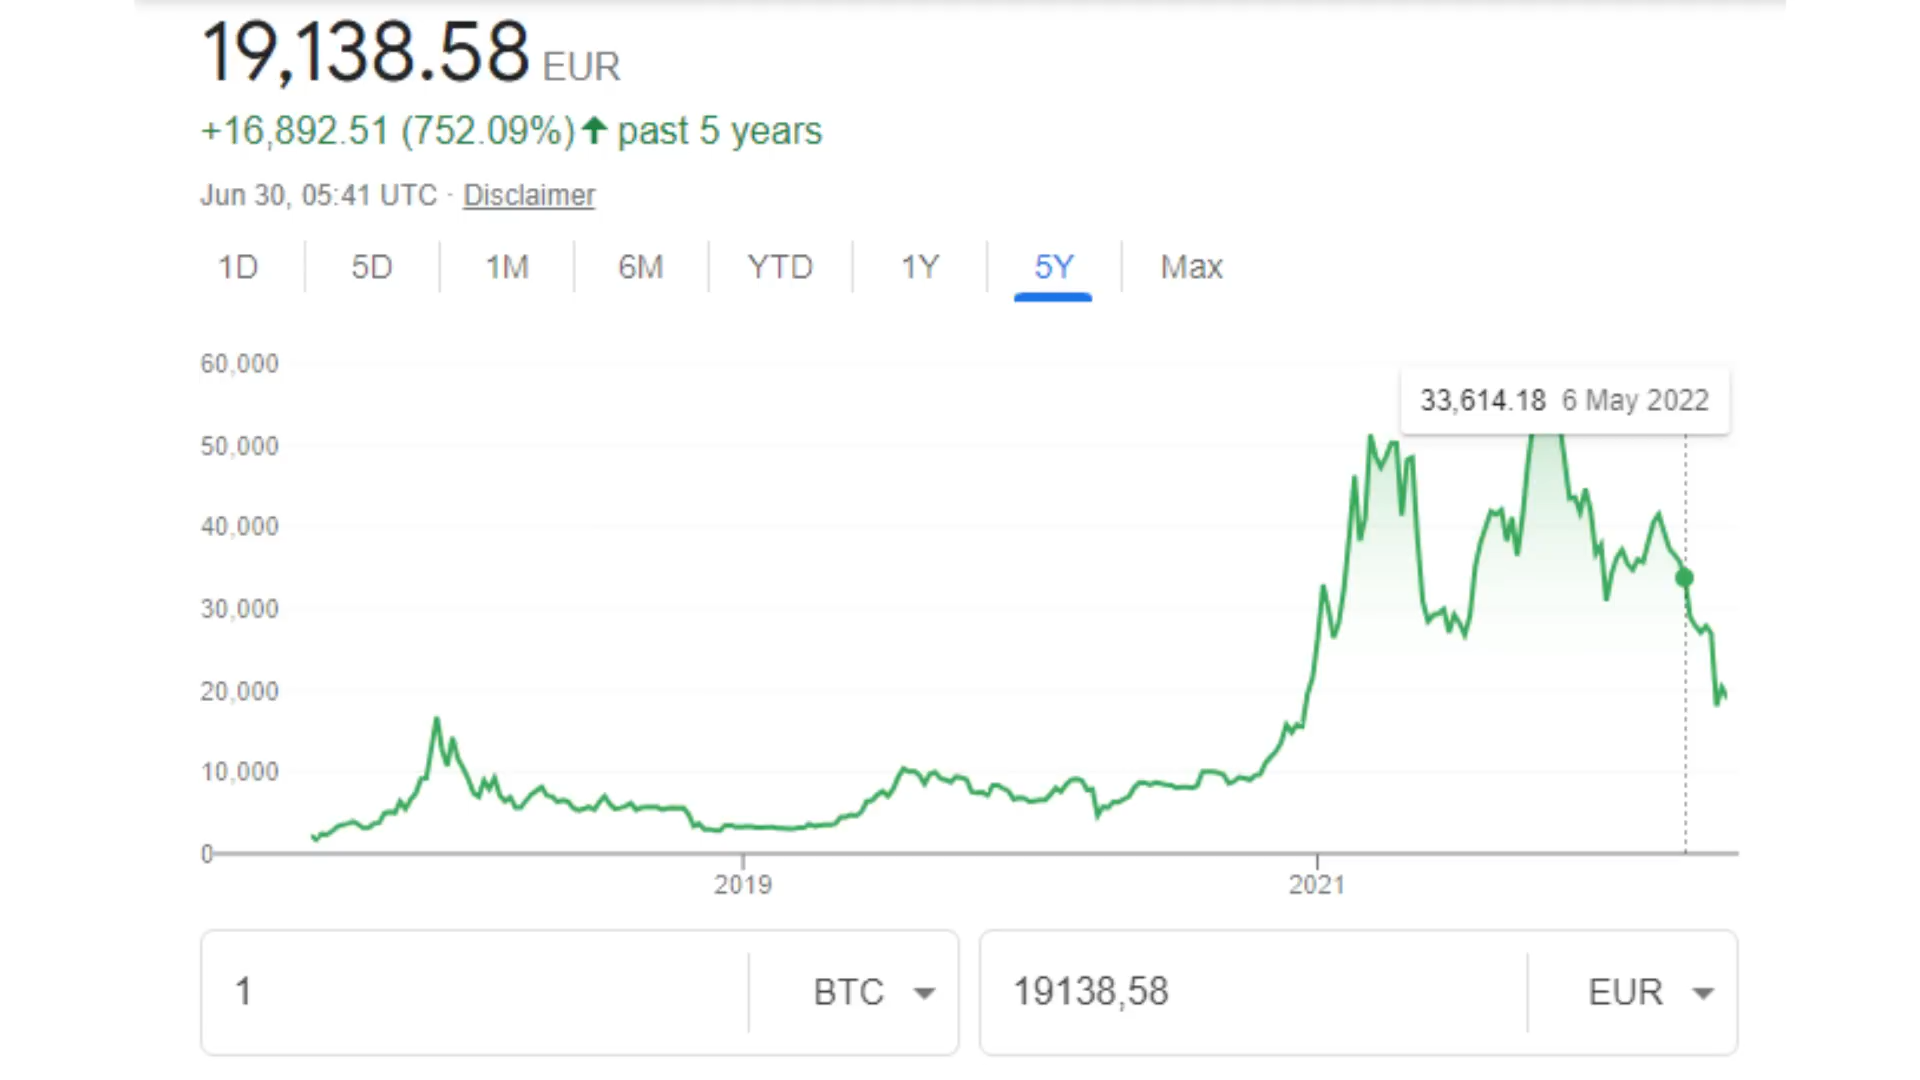 19,138.58 EUR
+16,892.51 (752.09%) ↑ past 5 years
Jun 30, 05:41 UTC · Disclaimer
1D 5D 1M 6M YTD 1Y 5Y Max
60,000
33,614.18 6 May 2022
50,000
40,000
30,000
20,000
10,000
0
2019 2021
1 BTC 19138,58 EUR